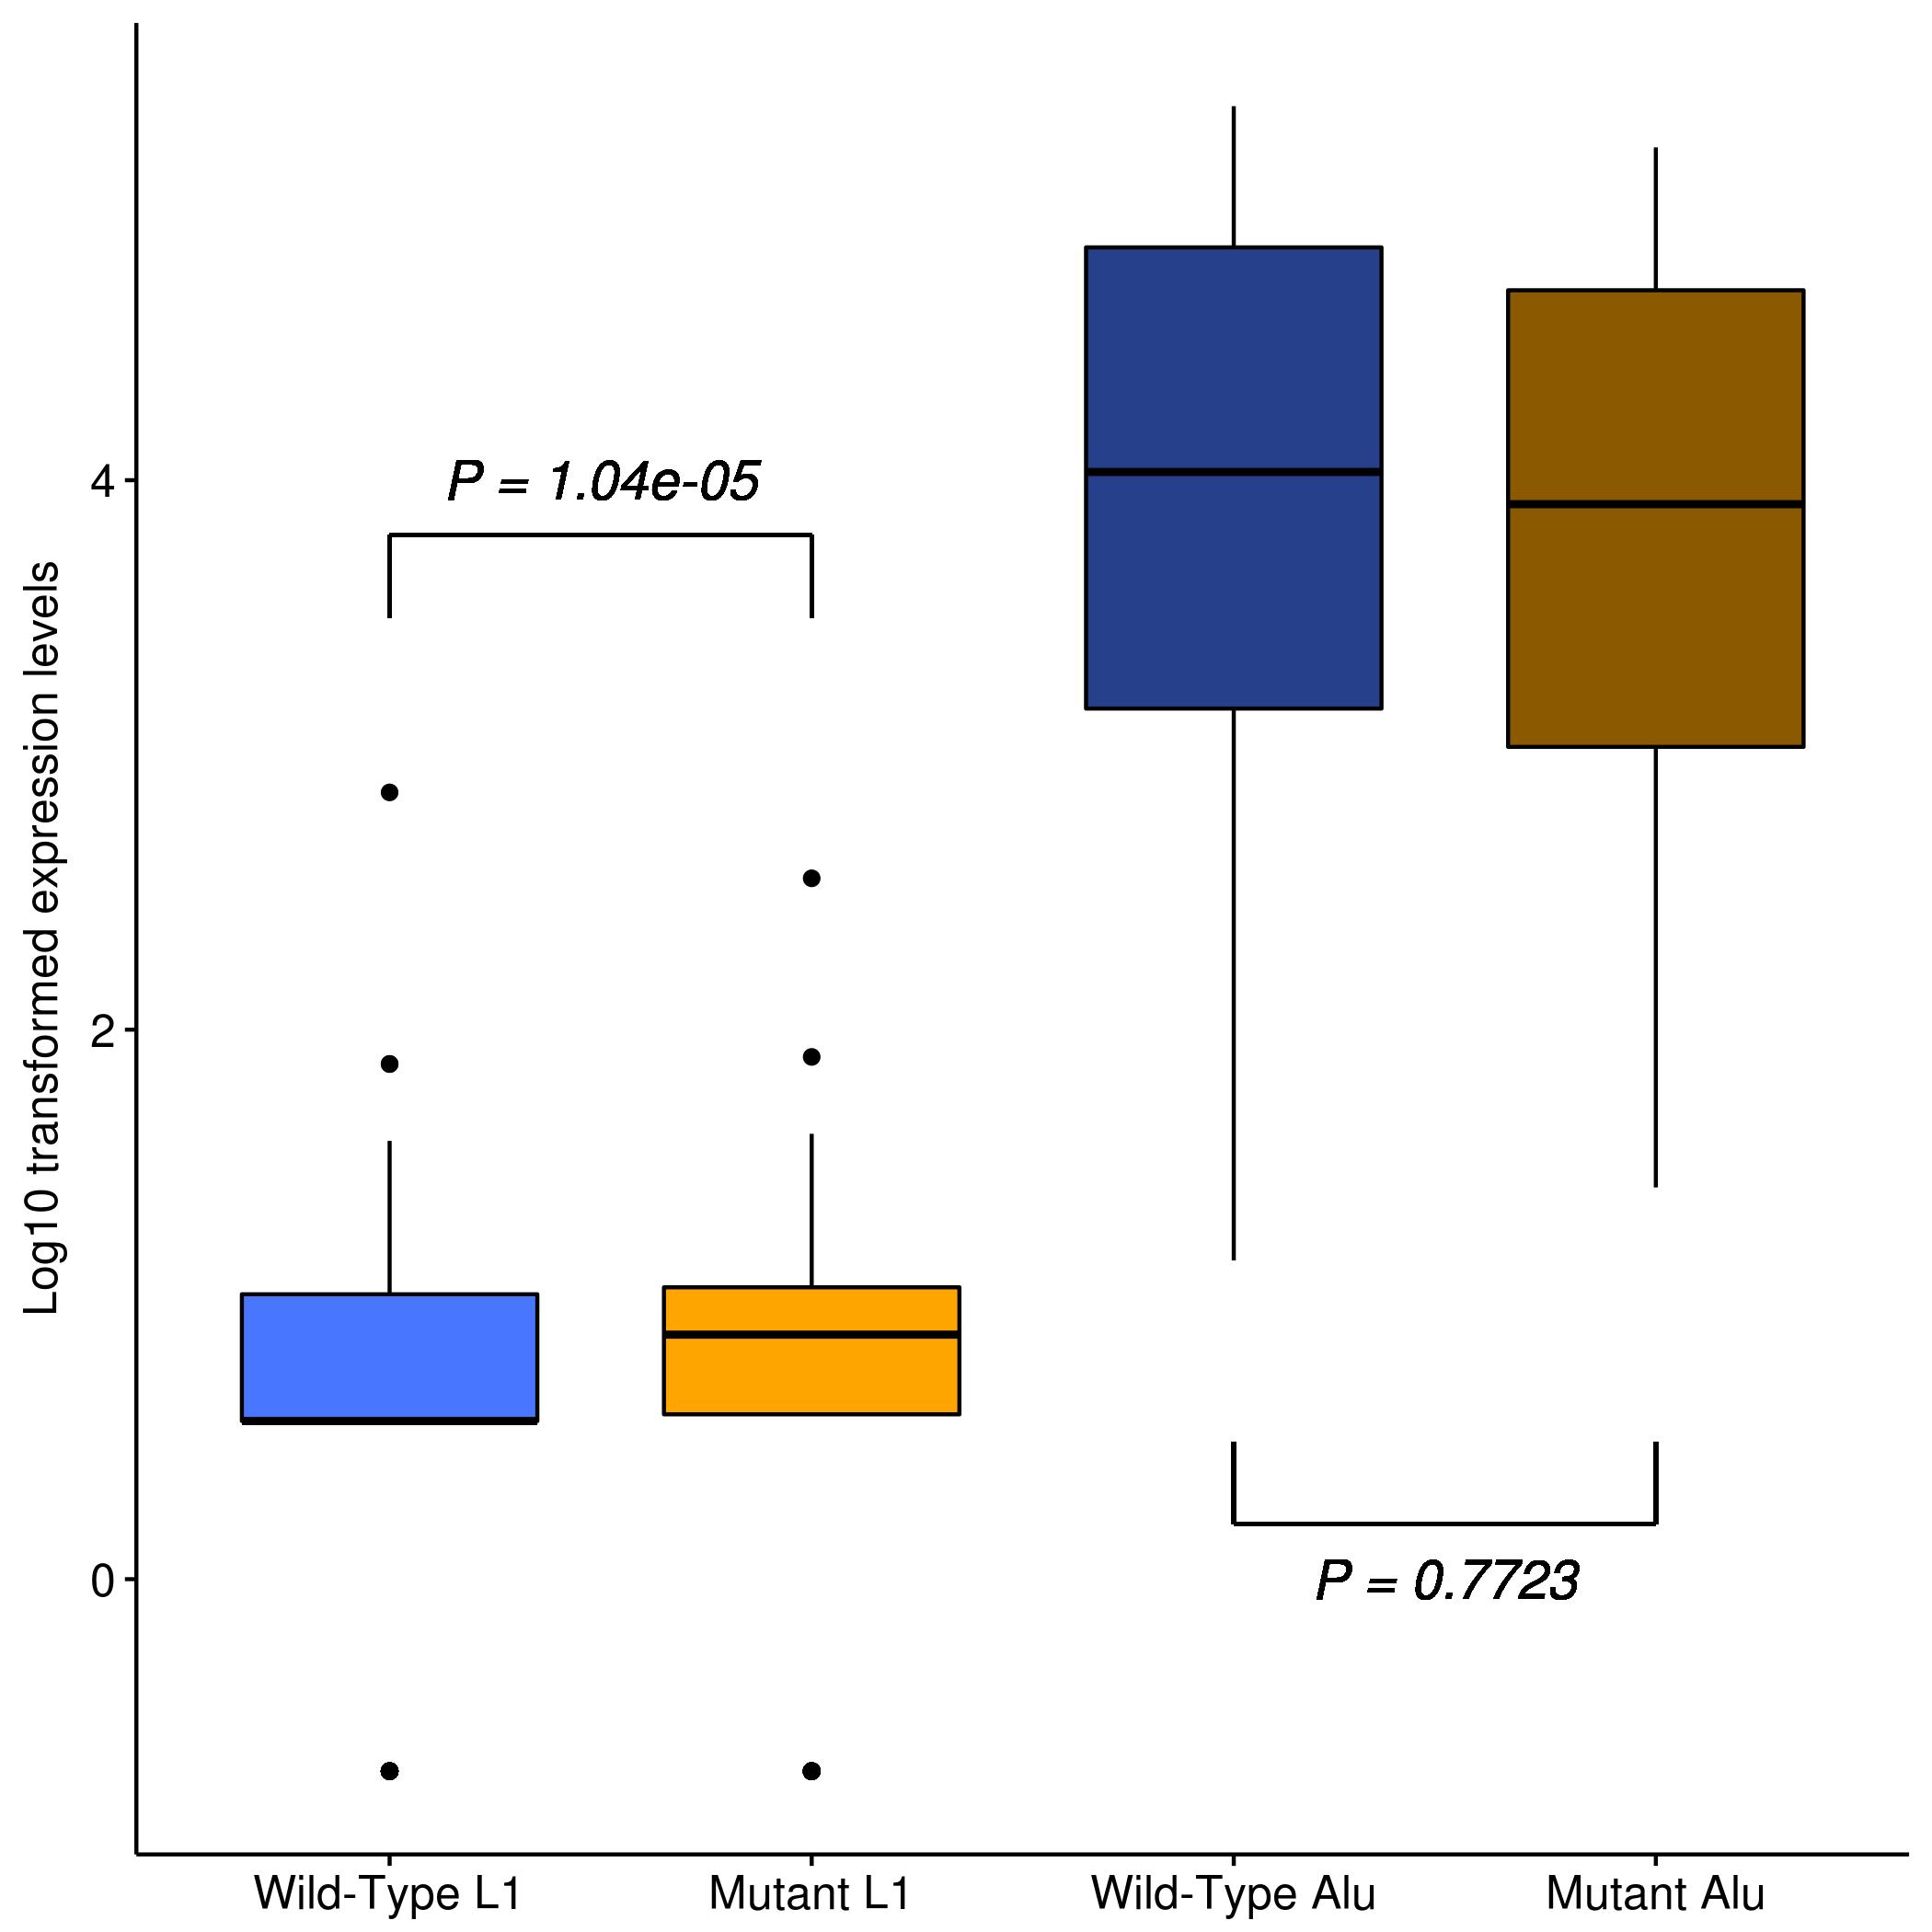 Log10 transformed expression levels
4
2
0
P = 1.04e-05
P = 0.7723
Wild-Type L1
Mutant L1
Wild-Type Alu
Mutant Alu